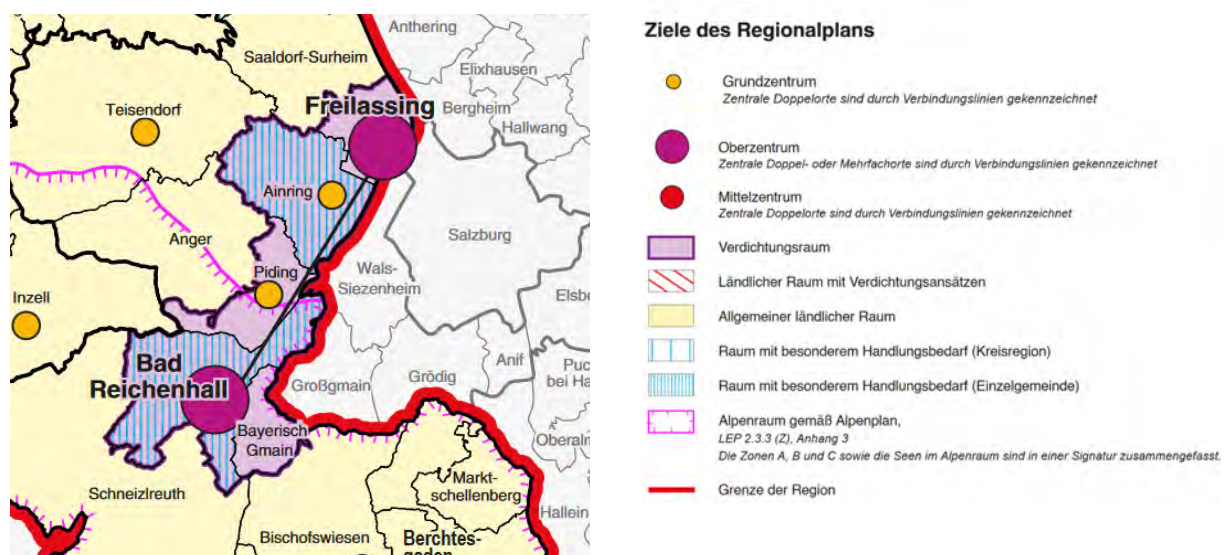 Anthering
Saaldorf-Surheim
Elixhausen
Freilassing
Bergheim
Teisendorf
Hallwang
Ainring
Salzburg
Anger
Wals-
Siezenheim
Piding
Inzell
Bad
Reichenhall
Anif
Großgmain
Grödig
Bayerisch
Gmain
Markt-
schellenberg
Schneizlreuth
Hallein
Bischofswiesen
Berchtes-
gaden
Elsbe
Puc
bei Ha
Oberaln
Ziele des Regionalplans
Grundzentrum
Zentrale Doppelorte sind durch Verbindungslinien gekennzeichnet
Oberzentrum
Zentrale Doppel- oder Mehrfachorte sind durch Verbindungslinien gekennzeichnet
Mittelzentrum
Zentrale Doppelorte sind durch Verbindungslinien gekennzeichnet
Verdichtungsraum
Ländlicher Raum mit Verdichtungsansätzen
Allgemeiner ländlicher Raum
Raum mit besonderem Handlungsbedarf (Kreisregion)
Raum mit besonderem Handlungsbedarf (Einzelgemeinde)
Alpenraum gemäß Alpenplan,
LEP 2.3.3 (Z), Anhang 3
Die Zonen A, B und C sowie die Seen im Alpenraum sind in einer Signatur zusammengefasst.
Grenze der Region